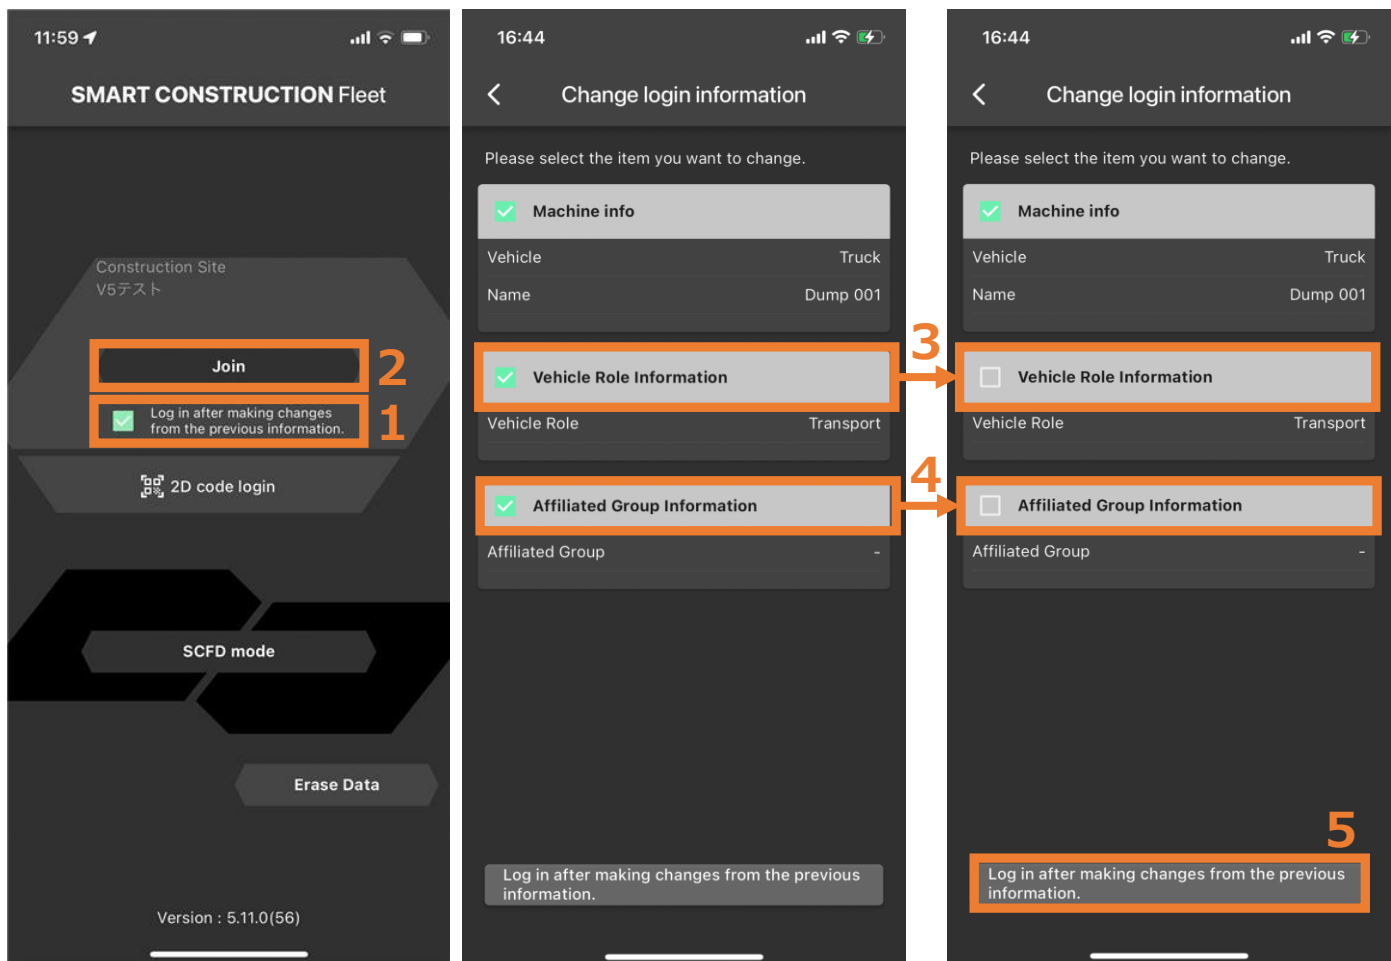 11:59
SMART CONSTRUCTION Fleet
Construction Site
V5テスト
Join
2
Log in after making changes
from the previous information.
1
2D code login
SCFD mode
Erase Data
Version : 5.11.0(56)
16:44
Change login information
Please select the item you want to change.
Machine info
Vehicle Truck
Name Dump 001
Vehicle Role Information
Vehicle Role Transport
Affiliated Group Information
Affiliated Group -
Log in after making changes from the previous
information.
3
4
16:44
Change login information
Please select the item you want to change.
Machine info
Vehicle Truck
Name Dump 001
Vehicle Role Information
Vehicle Role Transport
Affiliated Group Information
Affiliated Group -
5
Log in after making changes from the previous
information.